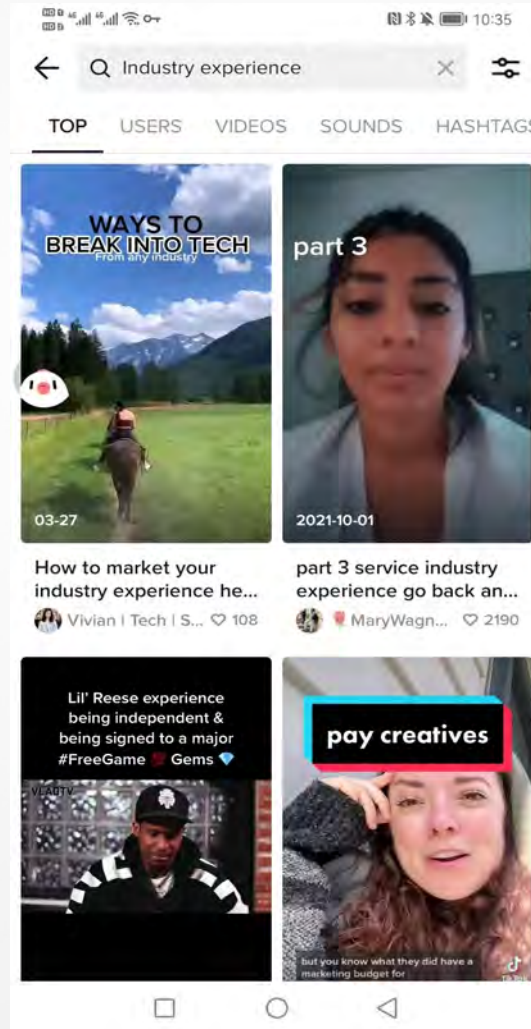 10:35
Industry experience
TOP USERS VIDEOS SOUNDS HASHTAGS
WAYS TO
BREAK INTO TECH
From any industry
03-27
part 3
2021-10-01
How to market your
industry experience he...
Vivian | Tech | S... 108
part 3 service industry
experience go back an...
MaryWagn... 2190
Lil' Reese experience
being independent &
being signed to a major
#FreeGame 💯 Gems 💎
VLADTV
pay creatives
but you know what they did have a
marketing budget for